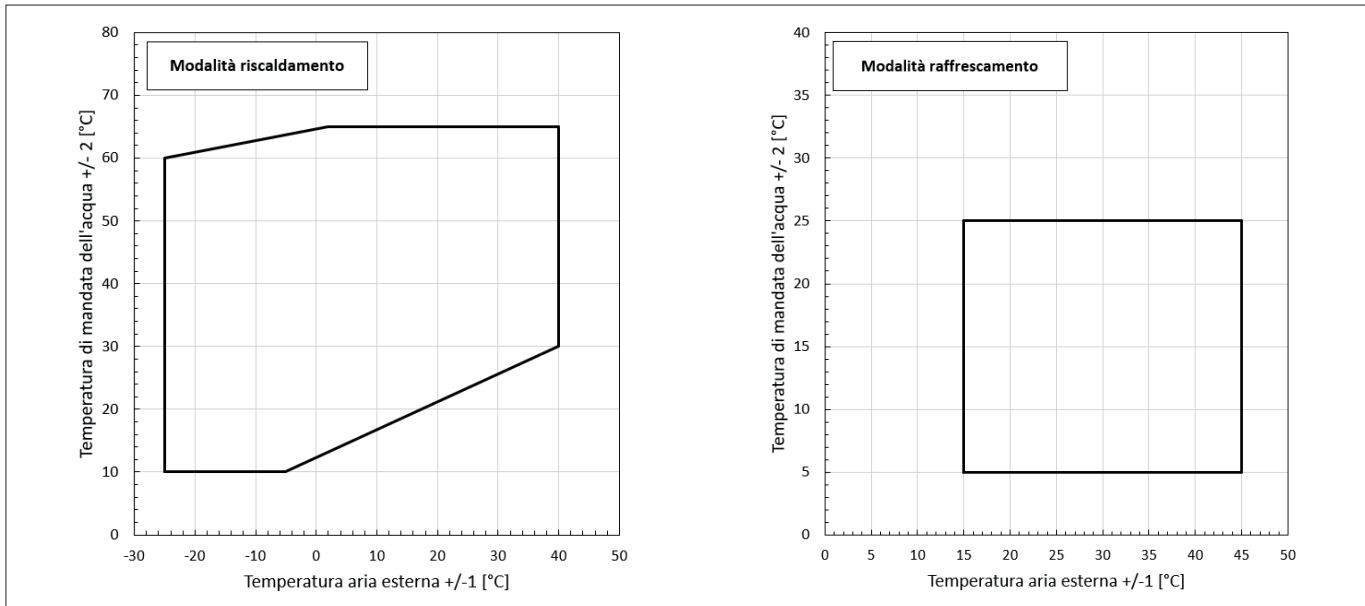 Modalità riscaldamento
Temperatura di mandata dell'acqua +/- 2 [°C]
80
70
60
50
40
30
20
10
0
-30 -20 -10 0 10 20 30 40 50
Temperatura aria esterna +/-1 [°C]
Modalità raffrescamento
Temperatura di mandata dell'acqua +/- 2 [°C]
40
35
30
25
20
15
10
5
0
0 5 10 15 20 25 30 35 40 45 50
Temperatura aria esterna +/-1 [°C]